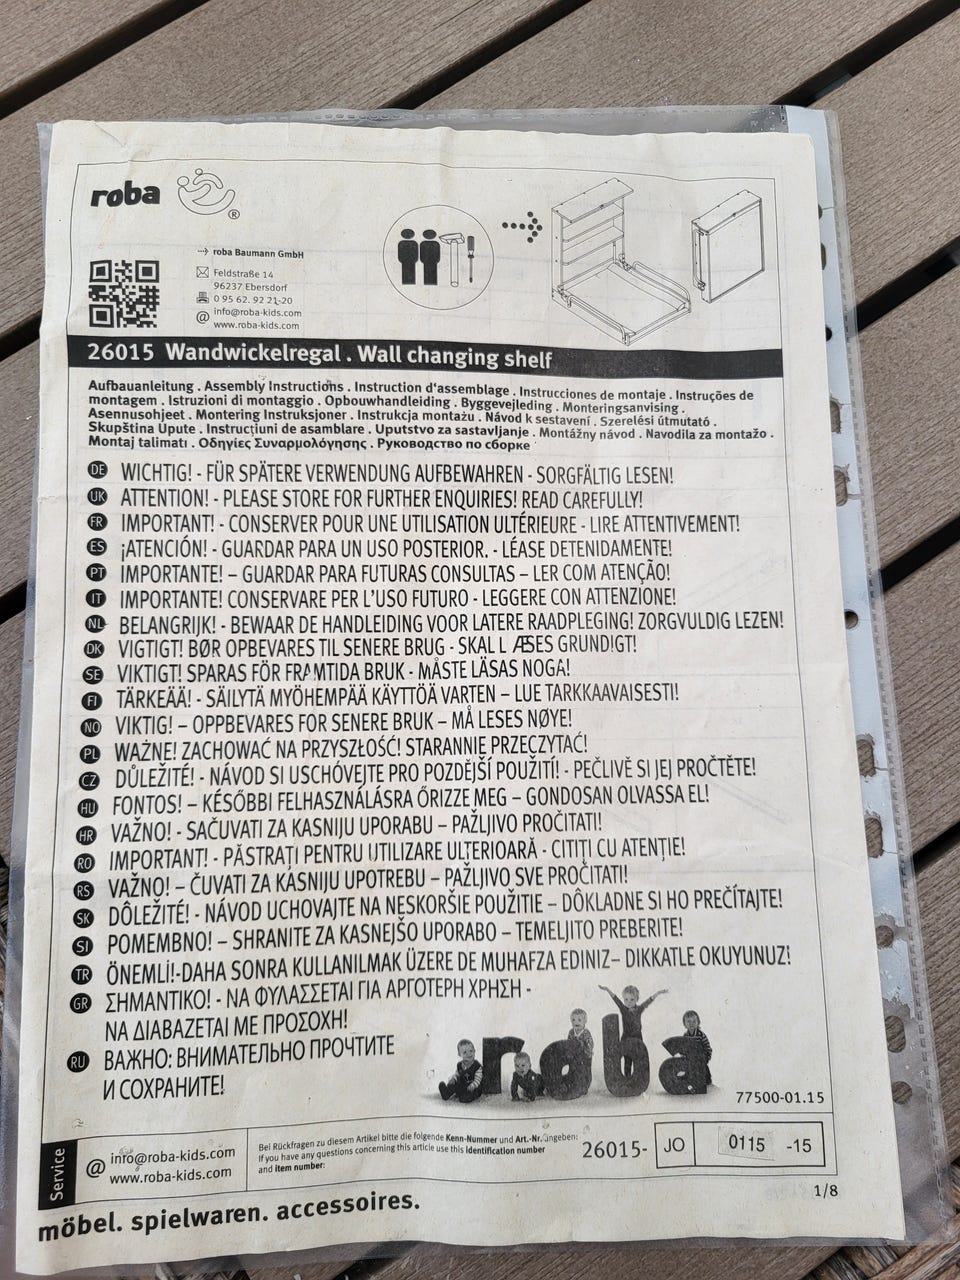 roba
®
roba Baumann GmbH
Feldstraße 14
96237 Ebersdorf
0 95 62. 92 21-20
info@roba-kids.com
www.roba-kids.com
26015 Wandwickelregal . Wall changing shelf
Aufbauanleitung . Assembly Instructions . Instruction d'assemblage . Instrucciones de montaje . Instruções de
montagem . Istruzioni di montaggio . Opbouwhandleiding . Byggevejleding . Monteringsanvising .
Asennusohjeet . Montering Instruksjoner . Instrukcja montażu . Návod k sestavení . Szerelési útmutató .
Skupština Upute . Instrucțiuni de asamblare . Uputstvo za sastavljanje . Montážny návod . Navodila za montažo .
Montaj talimatı . Οδηγίες Συναρμολόγησης . Руководство по сборке
DE WICHTIG! - FÜR SPÄTERE VERWENDUNG AUFBEWAHREN - SORGFÄLTIG LESEN!
UK ATTENTION! - PLEASE STORE FOR FURTHER ENQUIRIES! READ CAREFULLY!
FR IMPORTANT! - CONSERVER POUR UNE UTILISATION ULTÉRIEURE - LIRE ATTENTIVEMENT!
ES ¡ATENCIÓN! - GUARDAR PARA UN USO POSTERIOR. - LÉASE DETENIDAMENTE!
PT IMPORTANTE! – GUARDAR PARA FUTURAS CONSULTAS – LER COM ATENÇÃO!
IT IMPORTANTE! CONSERVARE PER L'USO FUTURO - LEGGERE CON ATTENZIONE!
NL BELANGRIJK! - BEWAAR DE HANDLEIDING VOOR LATERE RAADPLEGING! ZORGVULDIG LEZEN!
DK VIGTIGT! BØR OPBEVARES TIL SENERE BRUG - SKAL L ÆSES GRUNDIGT!
SE VIKTIGT! SPARAS FÖR FRAMTIDA BRUK - MÅSTE LÄSAS NOGA!
FI TÄRKEÄÄ! - SÄILYTÄ MYÖHEMPÄÄ KÄYTTÖÄ VARTEN – LUE TARKKAAVAISESTI!
NO VIKTIG! – OPPBEVARES FOR SENERE BRUK – MÅ LESES NØYE!
PL WAŻNE! ZACHOWAĆ NA PRZYSZŁOŚĆ! STARANNIE PRZECZYTAĆ!
CZ DŮLEŽITÉ! - NÁVOD SI USCHÓVEJTE PRO POZDĚJŠÍ POUŽITÍ! - PEČLIVĚ SI JEJ PROČTĚTE!
HU FONTOS! – KÉSŐBBI FELHASZNÁLÁSRA ŐRIZZE MEG – GONDOSAN OLVASSA EL!
HR VAŽNO! - SAČUVATI ZA KASNIJU UPORABU – PAŽLJIVO PROČITATI!
RO IMPORTANT! - PĂSTRAȚI PENTRU UTILIZARE ULTERIOARĂ - CITIȚI CU ATENȚIE!
RS VAŽNO! – ČUVATI ZA KASNIJU UPOTREBU – PAŽLJIVO SVE PROČITATI!
SK DÔLEŽITÉ! - NÁVOD UCHOVAJTE NA NESKORŠIE POUŽITIE – DÔKLADNE SI HO PREČÍTAJTE!
SI POMEMBNO! – SHRANITE ZA KASNEJŠO UPORABO – TEMELJITO PREBERITE!
TR ÖNEMLİ!-DAHA SONRA KULLANILMAK ÜZERE DE MUHAFZA EDINIZ– DIKKATLE OKUYUNUZ!
GR ΣΗΜΑΝΤΙΚΟ! - ΝΑ ΦΥΛΑΣΣΕΤΑΙ ΓΙΑ ΑΡΓΟΤΕΡΗ ΧΡΗΣΗ -
ΝΑ ΔΙΑΒΑΖΕΤΑΙ ΜΕ ΠΡΟΣΟΧΗ!
RU ВАЖНО: ВНИМАТЕЛЬНО ПРОЧТИТЕ
И СОХРАНИТЕ!
roba
77500-01.15
Service
info@roba-kids.com
www.roba-kids.com
Bei Rückfragen zu diesem Artikel bitte die folgende Kenn-Nummer und Art.-Nr. angeben:
If you have any questions concerning this article use this identification number
and item number:
26015- JO 0115 -15
1/8
möbel. spielwaren. accessoires.